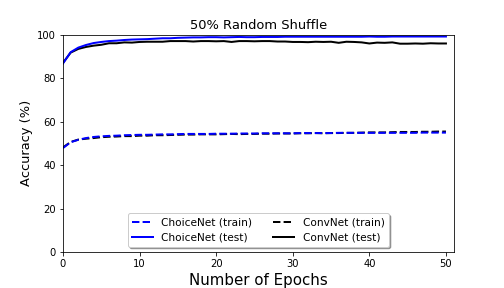 50% Random Shuffle
100
80
60
40
20
0
Accuracy (%)
ChoiceNet (train)
ChoiceNet (test)
ConvNet (train)
ConvNet (test)
0 10 20 30 40 50
Number of Epochs